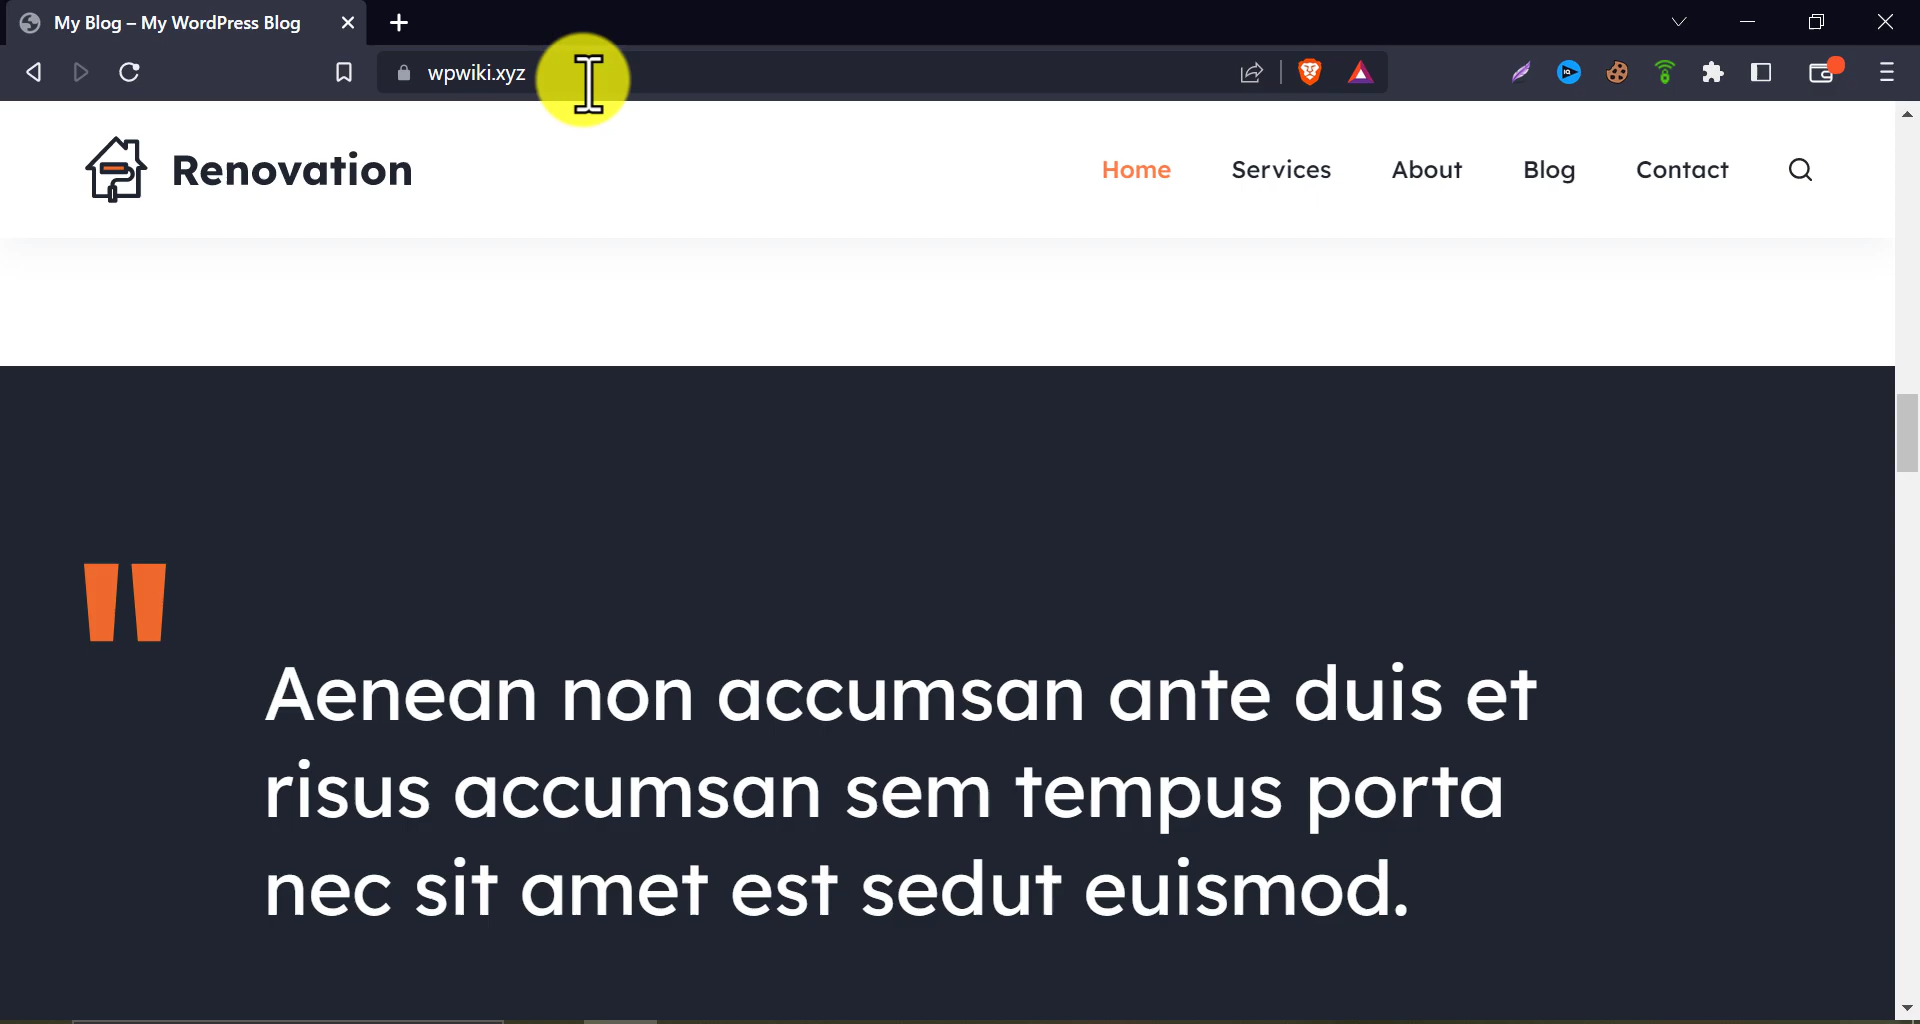 My Blog – My WordPress Blog
wpwiki.xyz
Renovation
Home Services About Blog Contact
"
Aenean non accumsan ante duis et
risus accumsan sem tempus porta
nec sit amet est sedut euismod.